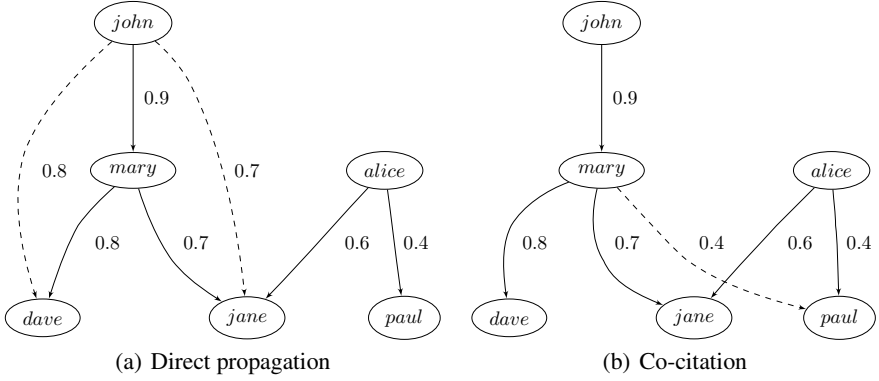 john
john
0.9
0.9
mary
alice
mary
alice
0.8
0.7
0.8
0.7
0.6
0.4
0.8
0.7
0.4
0.6
0.4
dave
jane
paul
dave
jane
paul
(a) Direct propagation
(b) Co-citation